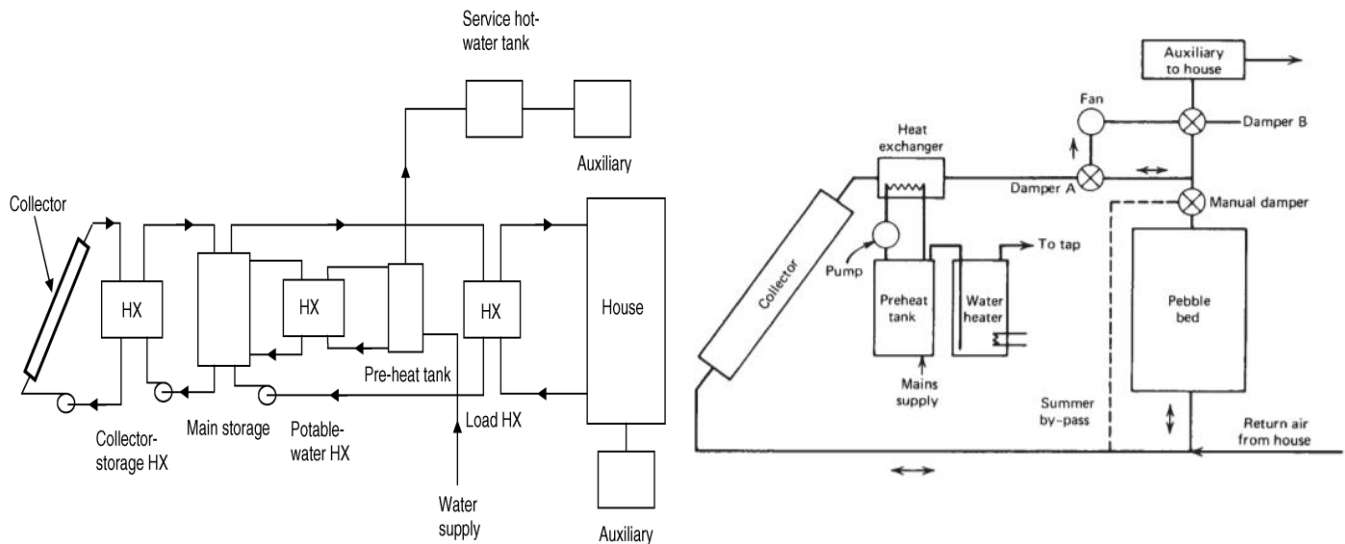 Service hot-
water tank
Auxiliary
Collector
HX
HX
HX
House
Pre-heat tank
Collector-
storage HX
Main storage
Potable-
water HX
Load HX
Water
supply
Auxiliary
Auxiliary
to house
Fan
Damper B
Heat
exchanger
Damper A
Manual damper
Pump
To tap
Collector
Preheat
tank
Water
heater
Pebble
bed
Mains
supply
Summer
by-pass
Return air
from house